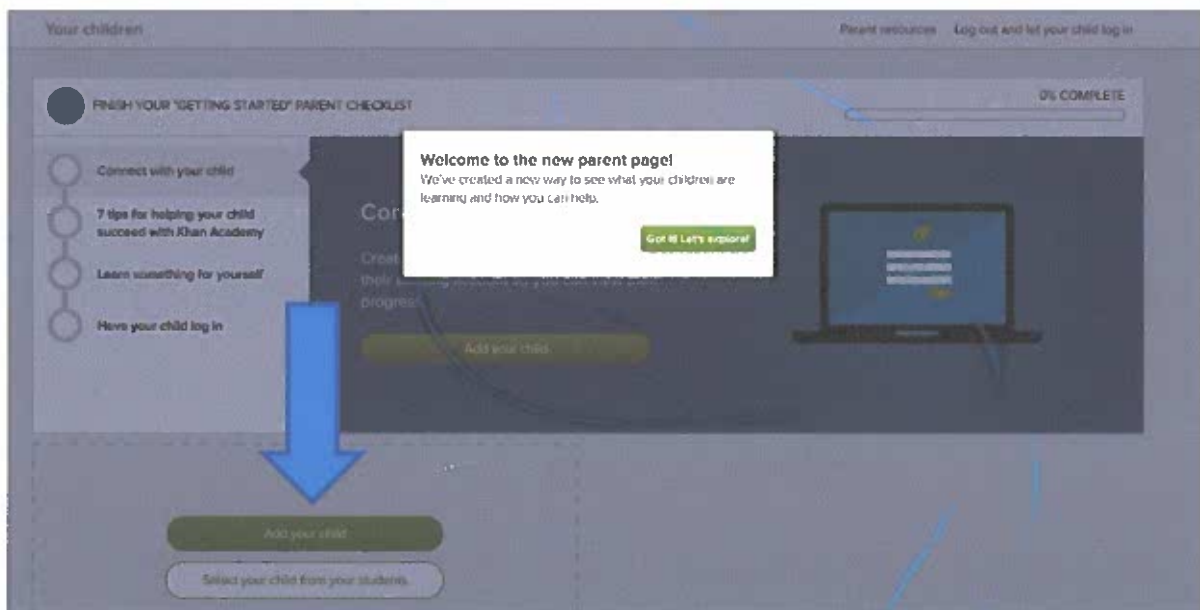 Your children
Parent resources Log out and let your child log in
FINISH YOUR "GETTING STARTED" PARENT CHECKLIST
0% COMPLETE
Connect with your child
7 tips for helping your child
succeed with Khan Academy
Learn something for yourself
Have your child log in
Welcome to the new parent page!
We've created a new way to see what your children are
learning and how you can help.
Got it! Let's explore!
Con
Creat
their
progres
Add your child
Add your child
Select your child from your students